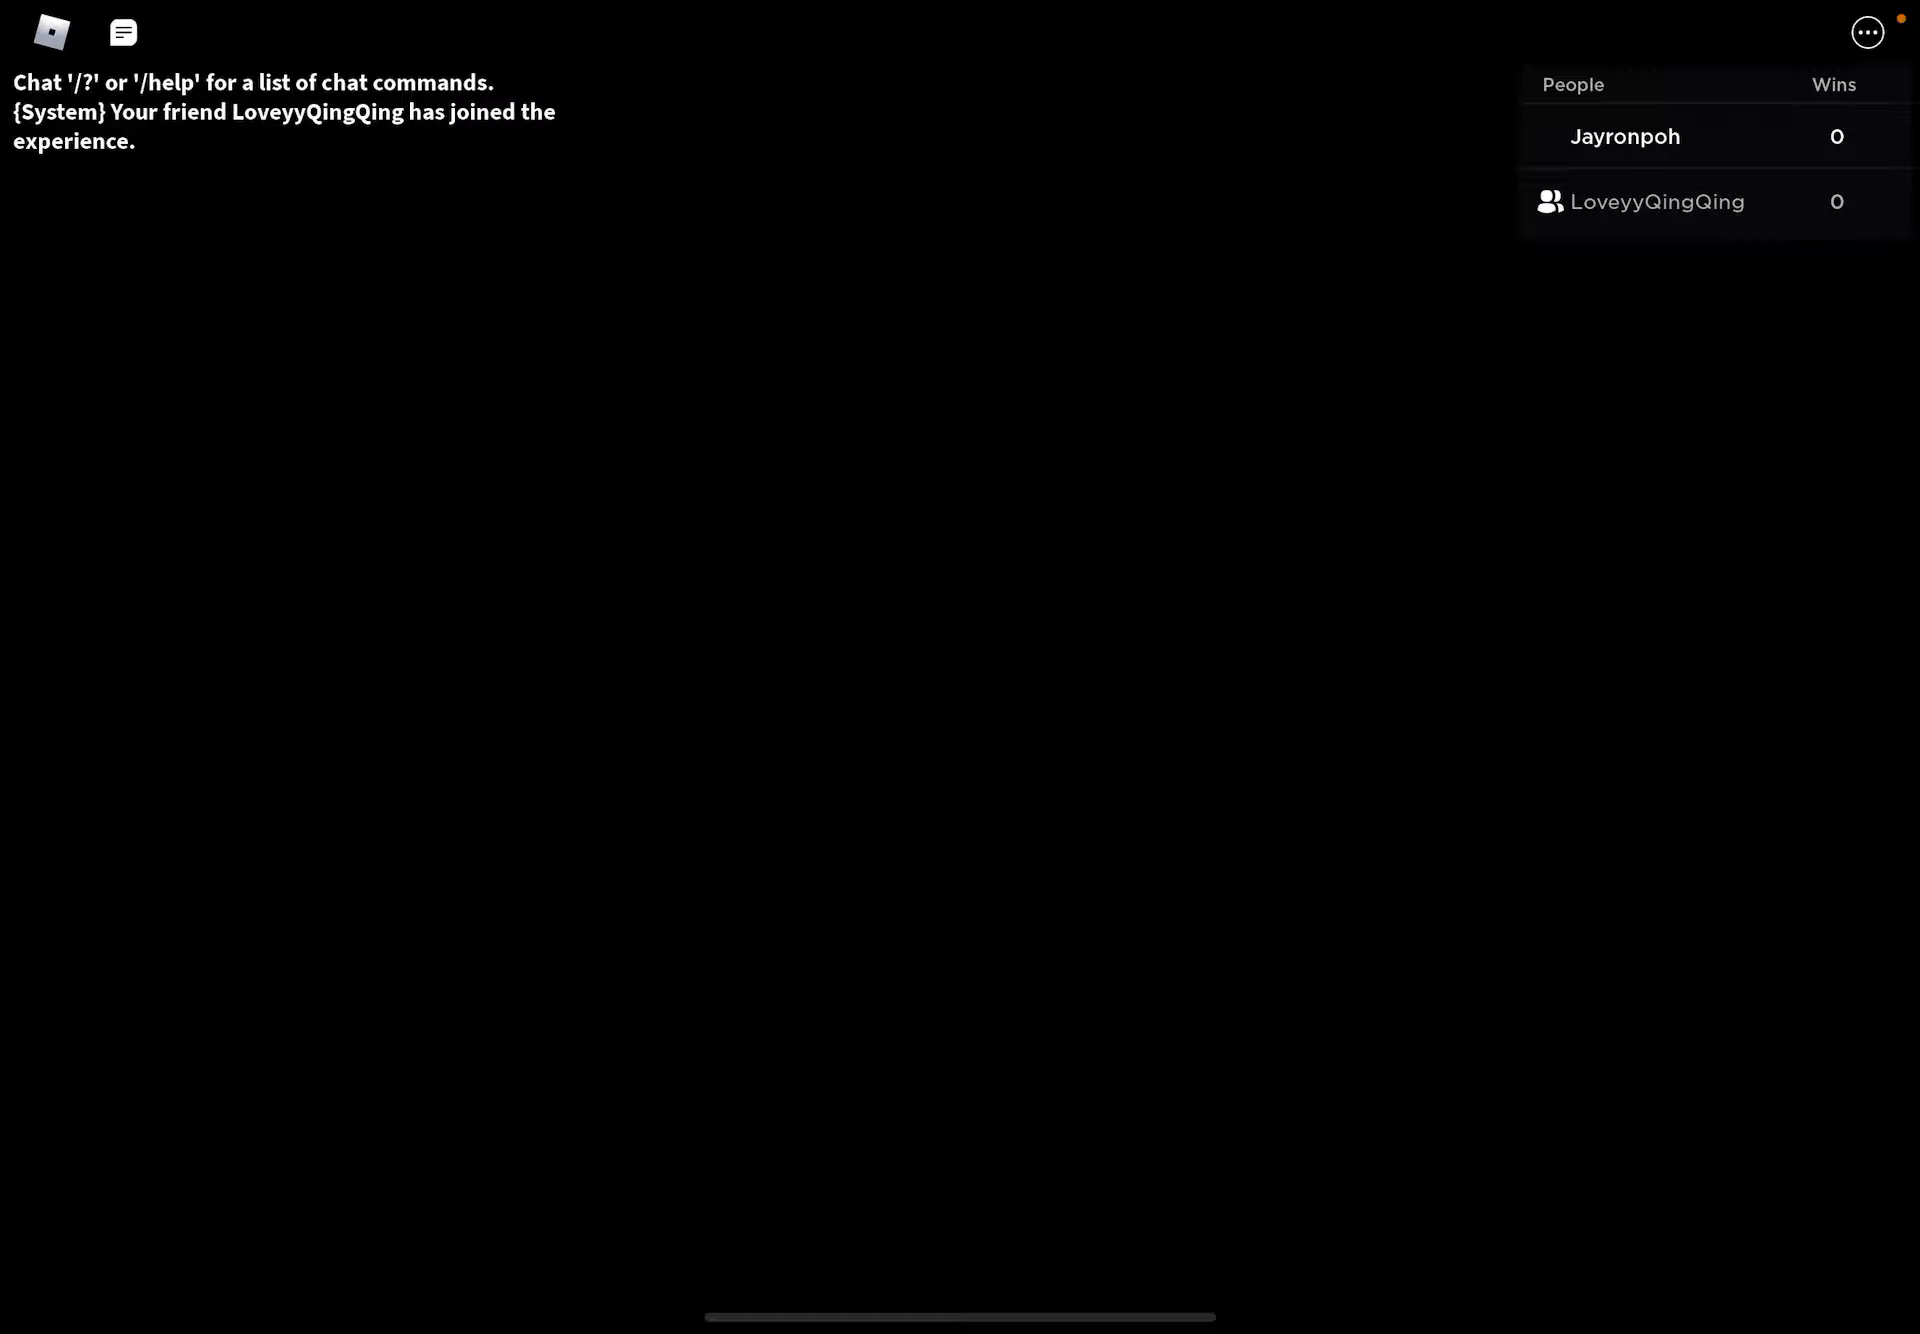 Chat '/?' or '/help' for a list of chat commands.
{System} Your friend LoveyyQingQing has joined the
experience.
People Wins
Jayronpoh 0
LoveyyQingQing 0